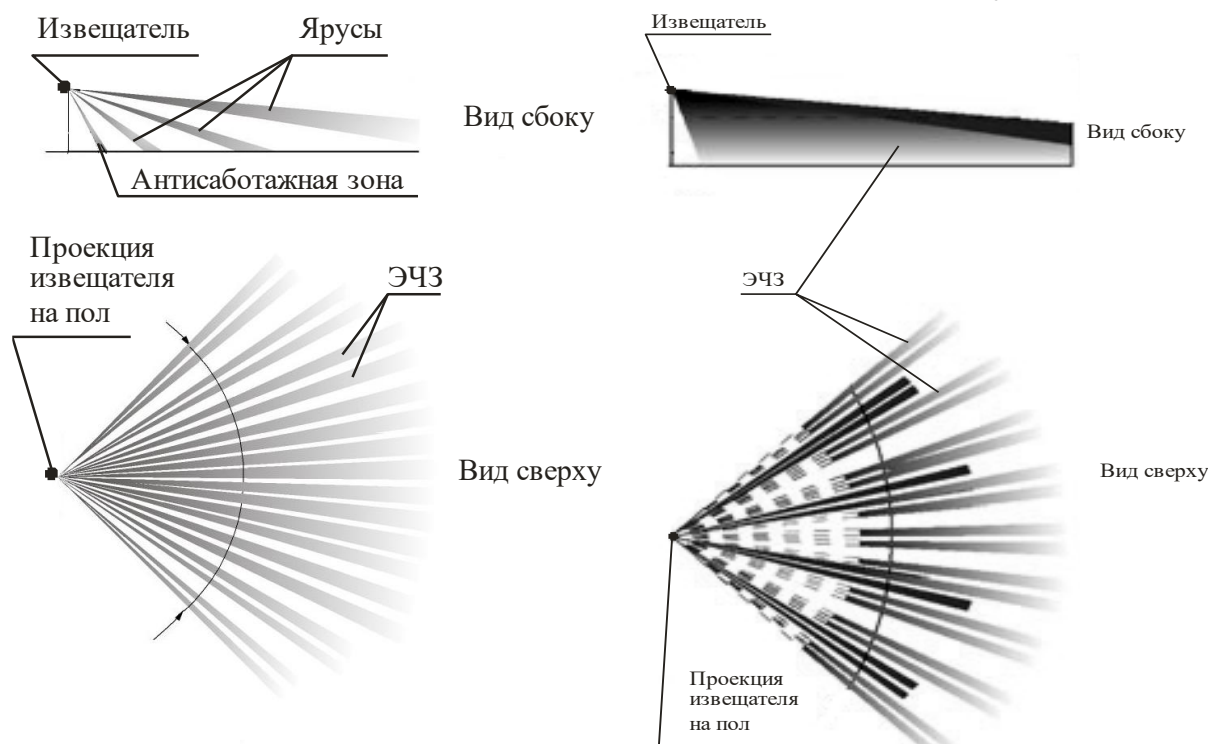 Извещатель
Ярусы
Вид сбоку
Антисаботажная зона
Проекция
извещателя
на пол
ЭЧЗ
Вид сверху
Извещатель
Вид сбоку
ЭЧЗ
Вид сверху
Проекция
извещателя
на пол